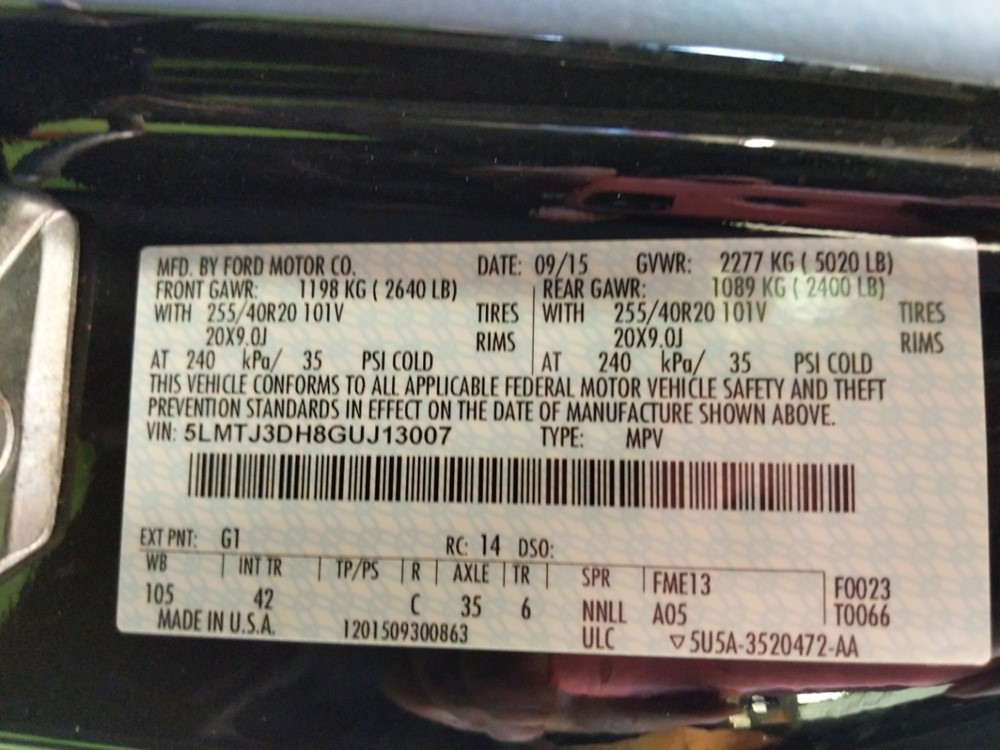 MFD. BY FORD MOTOR CO. DATE: 09/15 GVWR: 2277 KG ( 5020 LB)
FRONT GAWR: 1198 KG ( 2640 LB) REAR GAWR: 1089 KG ( 2400 LB)
WITH 255/40R20 101V TIRES WITH 255/40R20 101V TIRES
20X9.0J RIMS 20X9.0J RIMS
AT 240 kPa/ 35 PSI COLD AT 240 kPa/ 35 PSI COLD
THIS VEHICLE CONFORMS TO ALL APPLICABLE FEDERAL MOTOR VEHICLE SAFETY AND THEFT
PREVENTION STANDARDS IN EFFECT ON THE DATE OF MANUFACTURE SHOWN ABOVE.
VIN: 5LMTJ3DH8GUJ13007 TYPE: MPV
EXT PNT: G1 RC: 14 DSO:
WB INT TR TP/PS R AXLE TR SPR FME13 F0023
105 42 C 35 6 NNLL A05 T0066
MADE IN U.S.A. 1201509300863 ULC ▽5U5A-3520472-AA